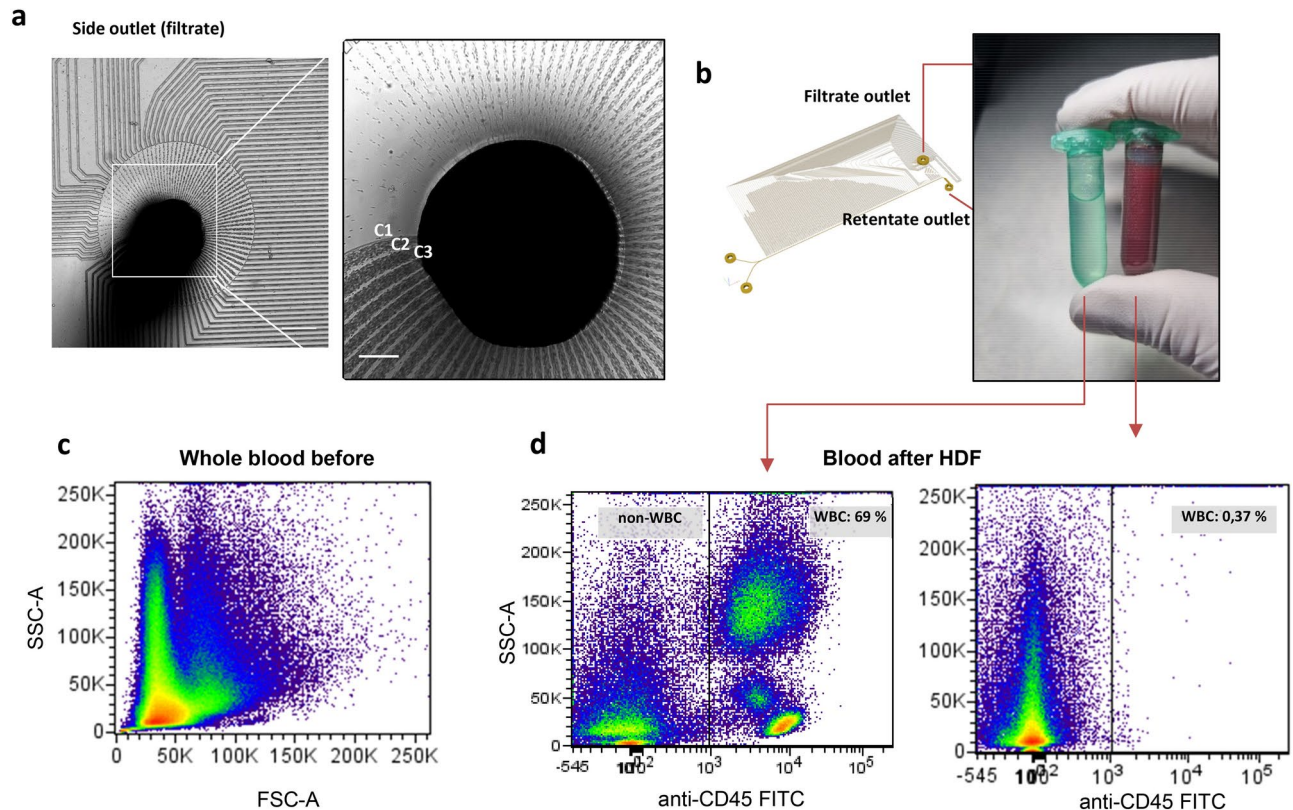 a
Side outlet (filtrate)
C1
C2
C3
b
Filtrate outlet
Retentate outlet
c
Whole blood before
250K
200K
150K
100K
50K
0
SSC-A
0 50K 100K 150K 200K 250K
FSC-A
d
Blood after HDF
non-WBC
WBC: 69 %
250K
200K
150K
100K
50K
0
SSC-A
-545 10² 10³ 10⁴ 10⁵
anti-CD45 FITC
WBC: 0,37 %
250K
200K
150K
100K
50K
0
-545 10² 10³ 10⁴ 10⁵
anti-CD45 FITC